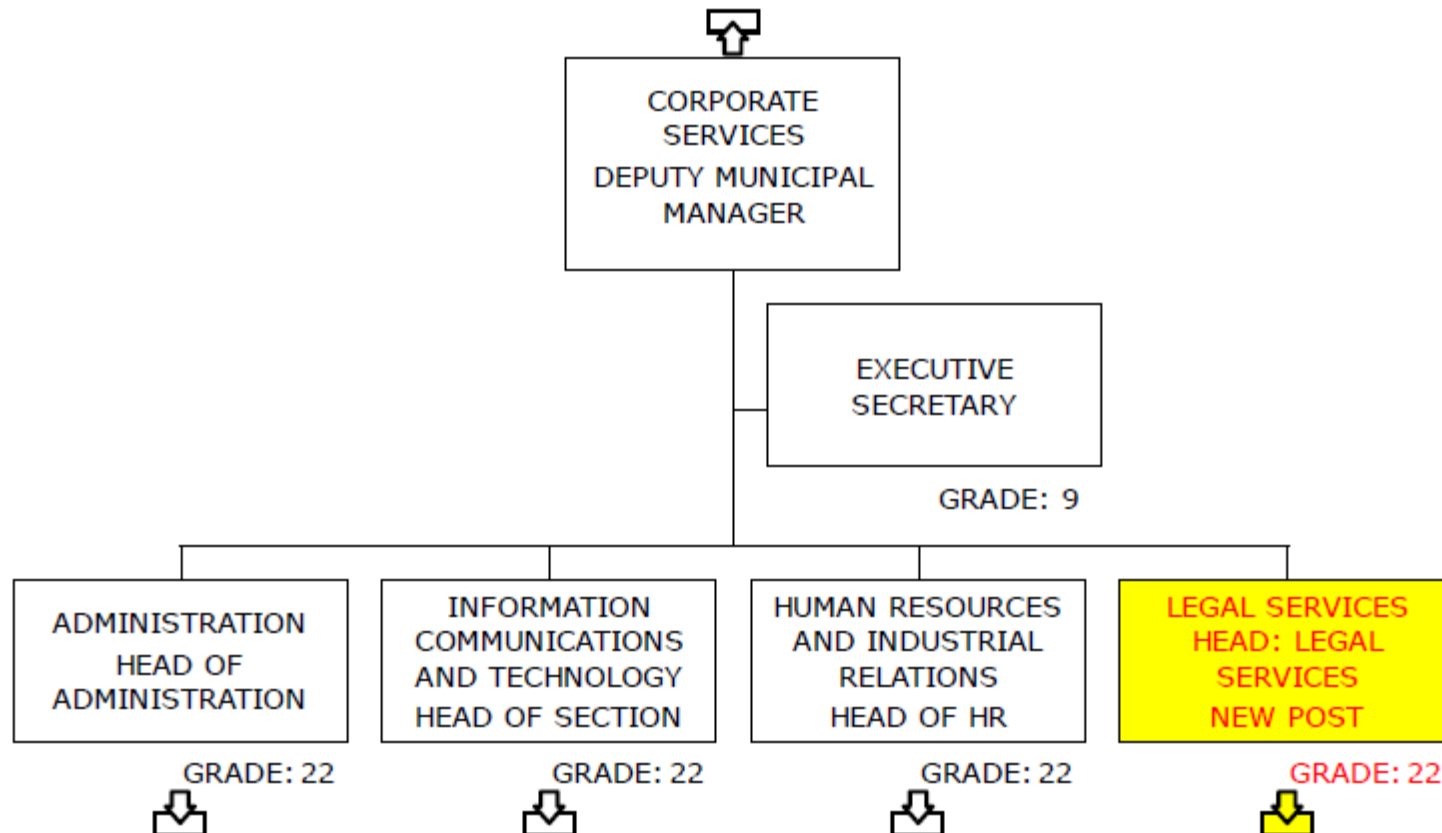 CORPORATE
SERVICES
DEPUTY MUNICIPAL
MANAGER
EXECUTIVE
SECRETARY
GRADE: 9
ADMINISTRATION
HEAD OF
ADMINISTRATION
GRADE: 22
INFORMATION
COMMUNICATIONS
AND TECHNOLOGY
HEAD OF SECTION
GRADE: 22
HUMAN RESOURCES
AND INDUSTRIAL
RELATIONS
HEAD OF HR
GRADE: 22
LEGAL SERVICES
HEAD: LEGAL
SERVICES
NEW POST
GRADE: 22